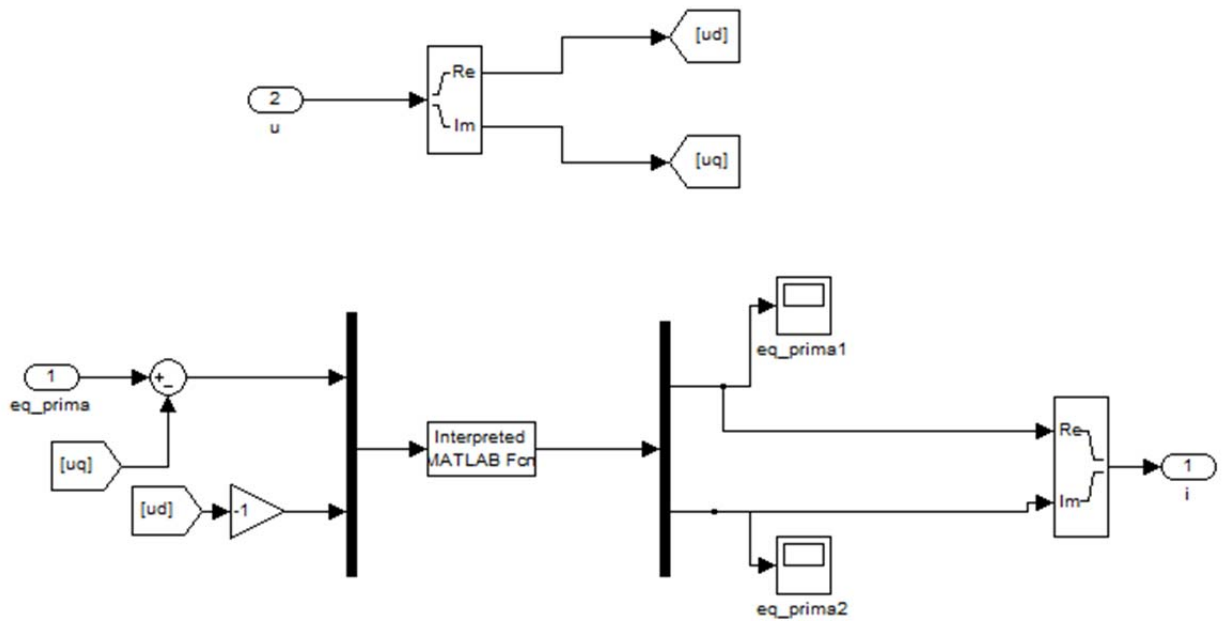 [ud]
Re
2
u
Im
[uq]
eq_prima1
1
eq_prima
+
-
[uq]
[ud]
-1
Interpreted
MATLAB Fcn
Re
Im
1
i
eq_prima2